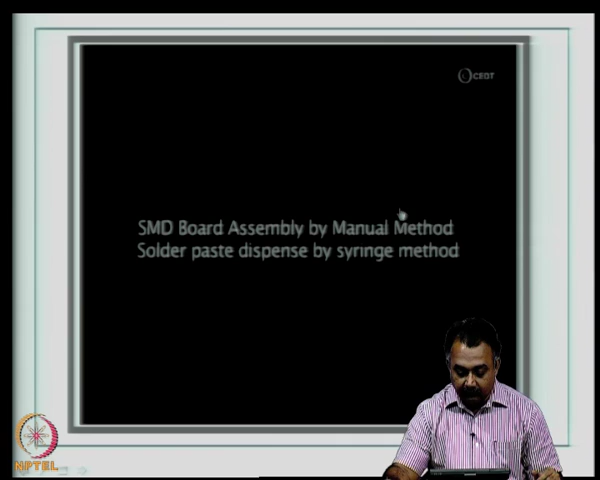 CEDT
SMD Board Assembly by Manual Method
Solder paste dispense by syringe method
NPTEL